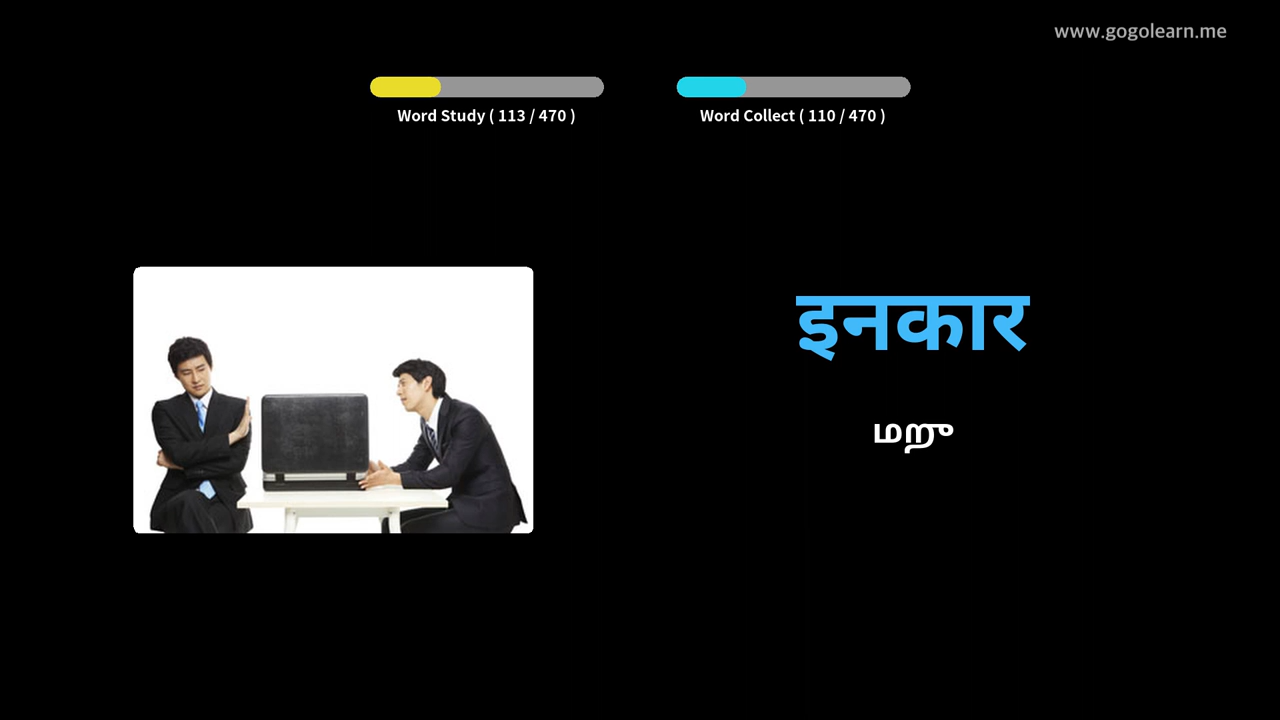 www.gogolearn.me
Word Study ( 113 / 470 )
Word Collect ( 110 / 470 )
इनकार
மறு